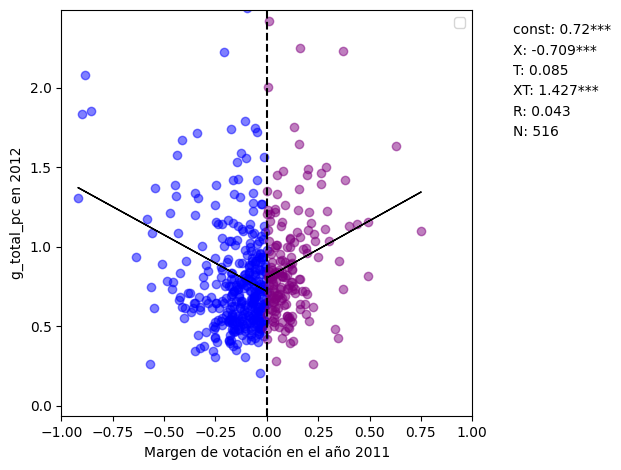 g_total_pc en 2012
2.0
1.5
1.0
0.5
0.0
−1.00 −0.75 −0.50 −0.25 0.00 0.25 0.50 0.75 1.00
Margen de votación en el año 2011
const: 0.72***
X: -0.709***
T: 0.085
XT: 1.427***
R: 0.043
N: 516